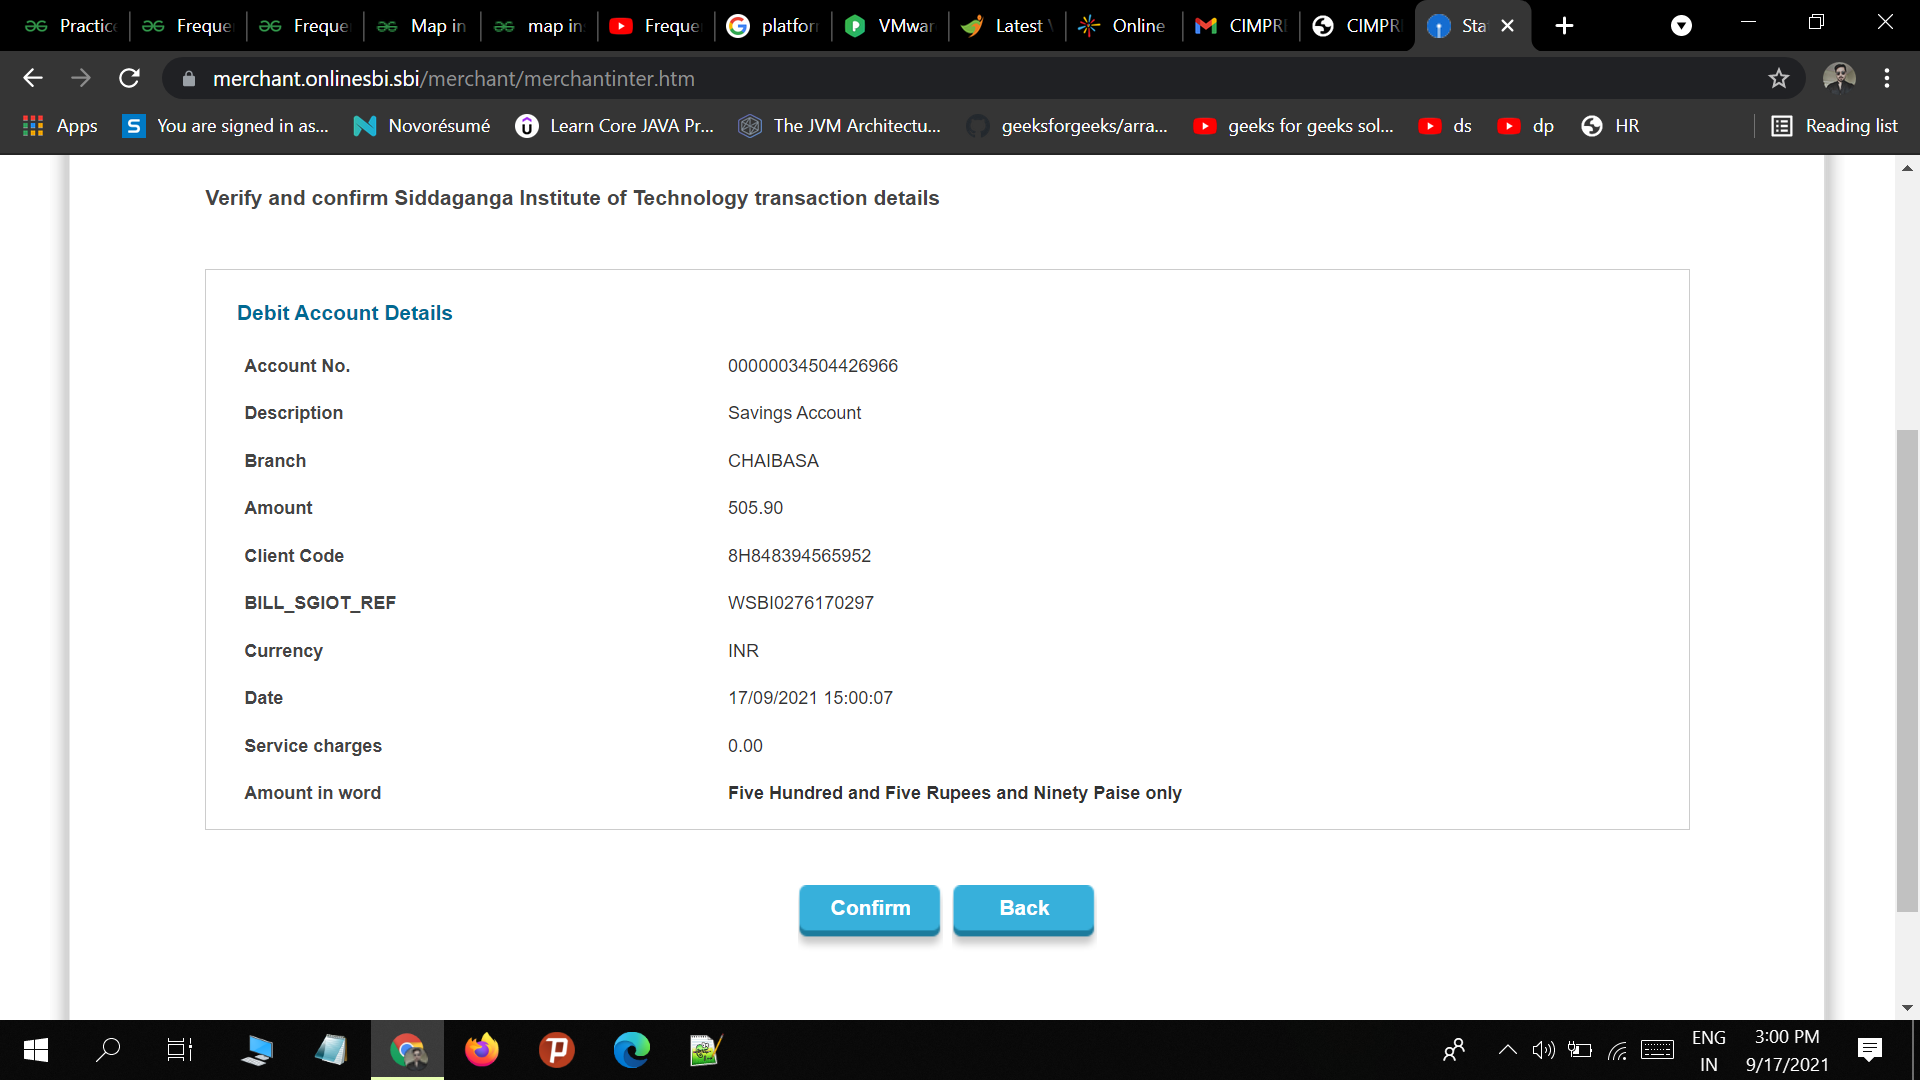 Practice Freque Freque Map in map in Freque platfor VMwar Latest Online CIMPR CIMPR Sta
merchant.onlinesbi.sbi/merchant/merchantinter.htm
Apps You are signed in as... Novorésumé Learn Core JAVA Pr... The JVM Architectu... geeksforgeeks/arra... geeks for geeks sol... ds dp HR Reading list
Verify and confirm Siddaganga Institute of Technology transaction details
Debit Account Details
Account No. 00000034504426966
Description Savings Account
Branch CHAIBASA
Amount 505.90
Client Code 8H848394565952
BILL_SGIOT_REF WSBI0276170297
Currency INR
Date 17/09/2021 15:00:07
Service charges 0.00
Amount in word Five Hundred and Five Rupees and Ninety Paise only
Confirm Back
ENG 3:00 PM
IN 9/17/2021